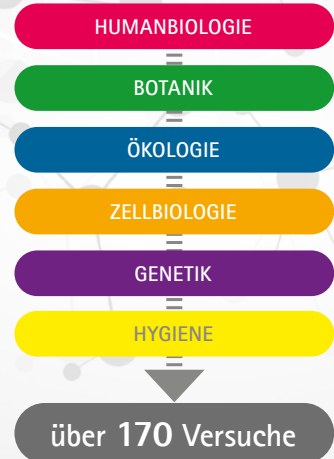 HUMANBIOLOGIE
BOTANIK
ÖKOLOGIE
ZELLBIOLOGIE
GENETIK
HYGIENE
über 170 Versuche